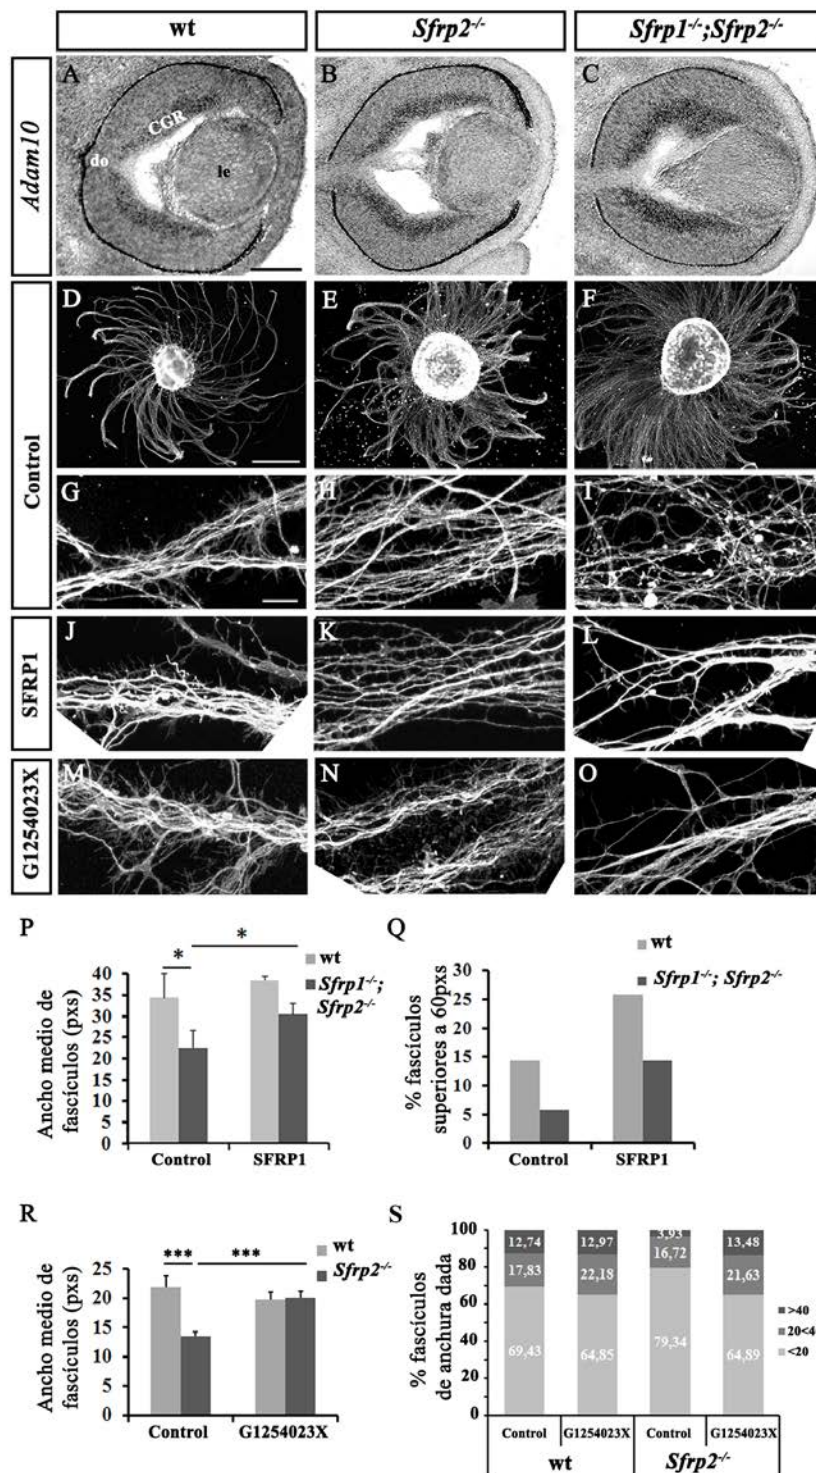 wt
Sfrp2-/-
Sfrp1-/-;Sfrp2-/-
Adam10
A
CGR
do
le
B
C
Control
D
E
F
G
H
I
SFRP1
J
K
L
G1254023X
M
N
O
P
*
*
wt
Sfrp1-/-;
Sfrp2-/-
Ancho medio de
fascículos (pxs)
40
35
30
25
20
15
10
5
0
Control
SFRP1
Q
wt
Sfrp1-/-; Sfrp2-/-
% fascículos
superiores a 60pxs
30
25
20
15
10
5
0
Control
SFRP1
R
***
***
wt
Sfrp2-/-
Ancho medio de
fascículos (pxs)
25
20
15
10
5
0
Control
G1254023X
S
% fascículos
de anchura dada
100
80
60
40
20
0
12,74
12,97
3,93
13,48
17,83
22,18
16,72
21,63
69,43
64,85
79,34
64,89
>40
20<4
<20
Control
G1254023X
Control
G1254023X
wt
Sfrp2-/-